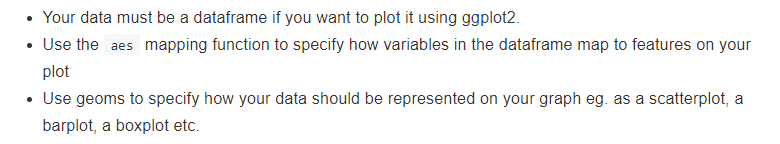 • Your data must be a dataframe if you want to plot it using ggplot2.
• Use the aes mapping function to specify how variables in the dataframe map to features on your
plot
• Use geoms to specify how your data should be represented on your graph eg. as a scatterplot, a
barplot, a boxplot etc.